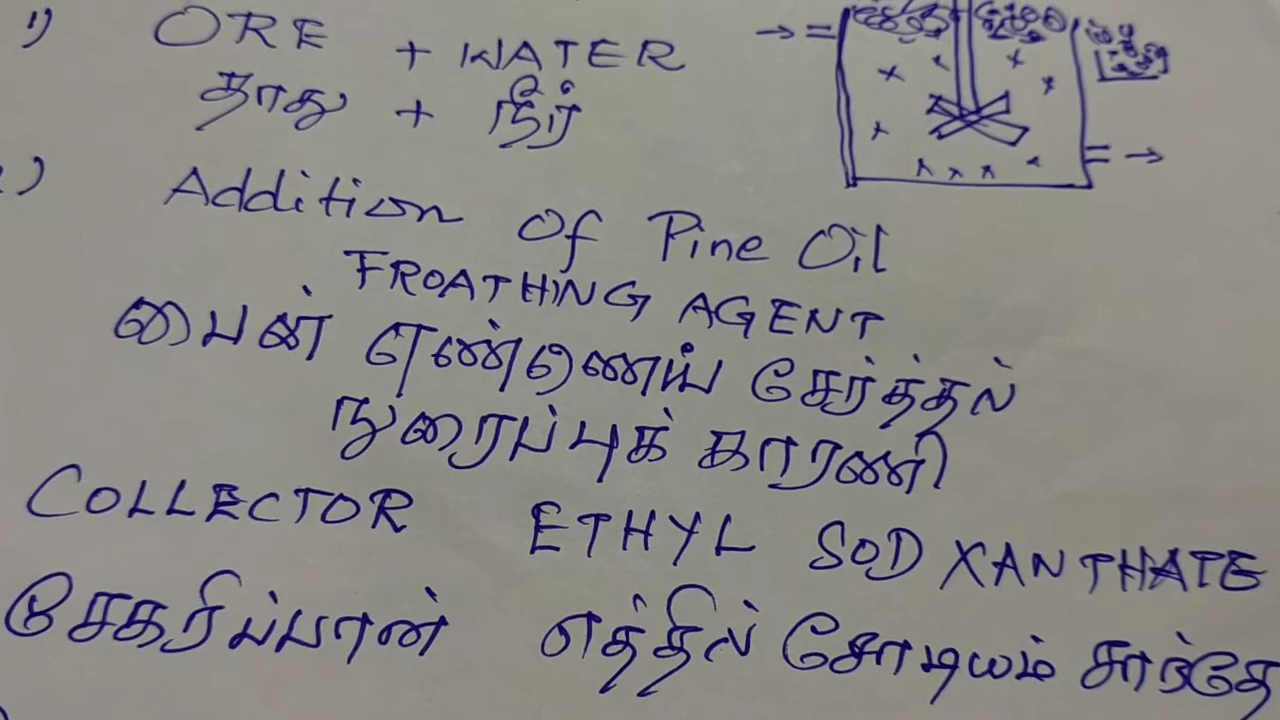 1) ORE + WATER
தாது + நீர்
Addition Of Pine Oil
FROATHING AGENT
பைன் எண்ணெய் சேர்த்தல்
நுரைப்புக் காரணி
COLLECTOR ETHYL SOD XANTHATE
சேகரிப்பான் எத்தில் சோடியம்